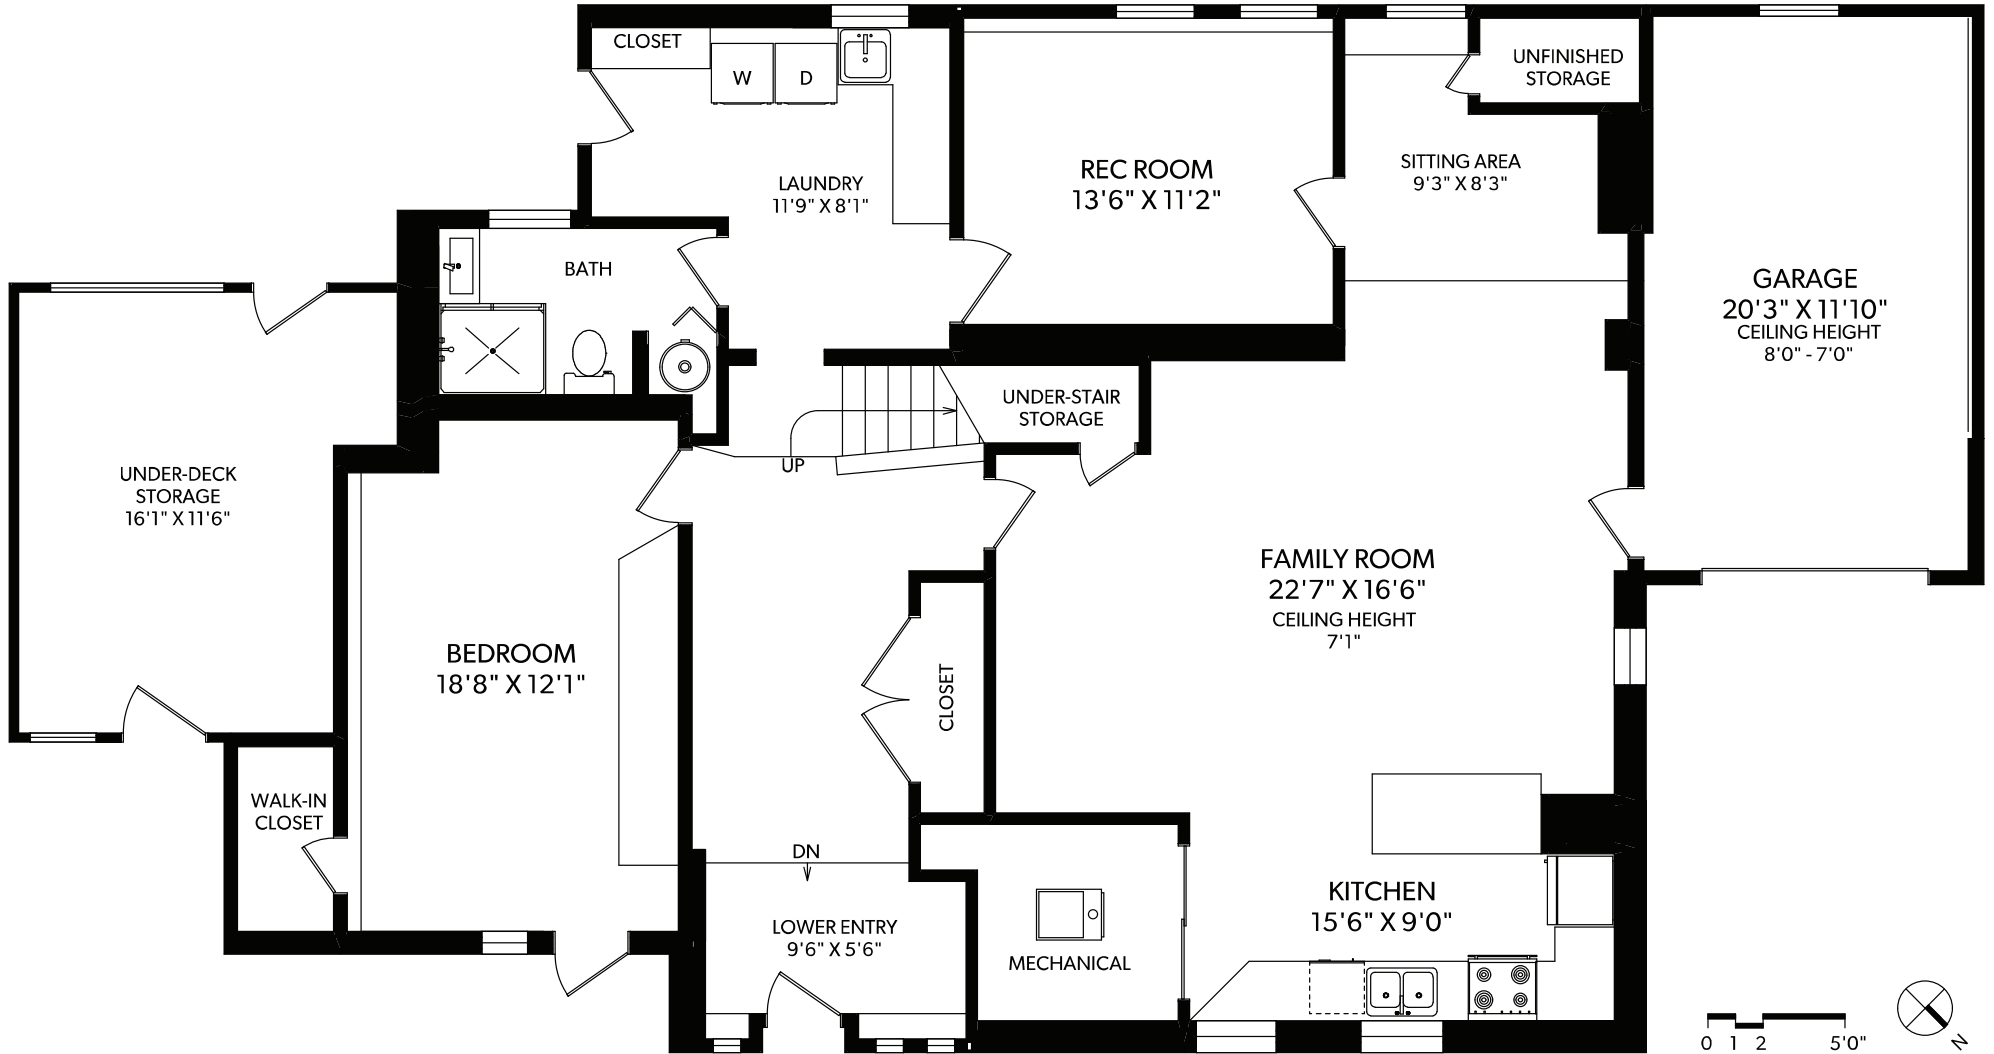 CLOSET
W
D
UNFINISHED
STORAGE
LAUNDRY
11'9" X 8'1"
REC ROOM
13'6" X 11'2"
SITTING AREA
9'3" X 8'3"
BATH
GARAGE
20'3" X 11'10"
CEILING HEIGHT
8'0" - 7'0"
UNDER-STAIR
STORAGE
UP
UNDER-DECK
STORAGE
16'1" X 11'6"
FAMILY ROOM
22'7" X 16'6"
CEILING HEIGHT
7'1"
BEDROOM
18'8" X 12'1"
CLOSET
WALK-IN
CLOSET
DN
LOWER ENTRY
9'6" X 5'6"
MECHANICAL
KITCHEN
15'6" X 9'0"
0 1 2 5'0"
N